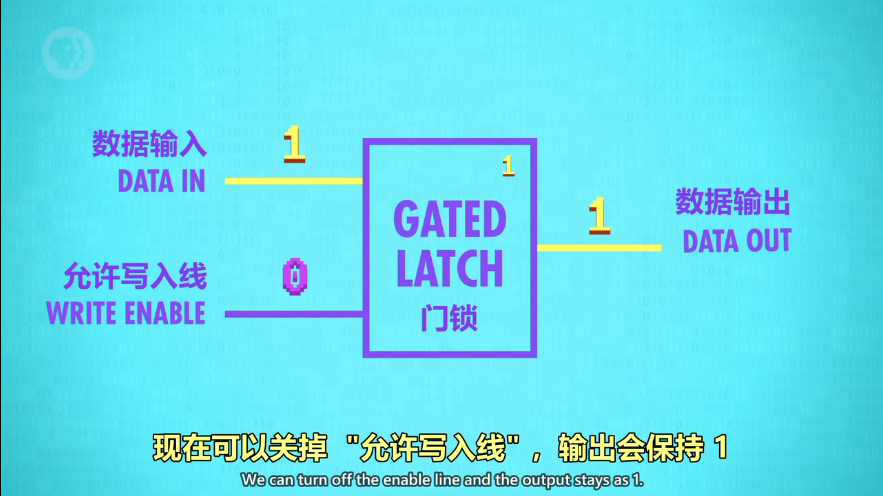 数据输入
DATA IN
1
允许写入线
WRITE ENABLE
0
1
GATED
LATCH
门锁
1
数据输出
DATA OUT
现在可以关掉 "允许写入线" ，输出会保持 1
We can turn off the enable line and the output stays as 1.